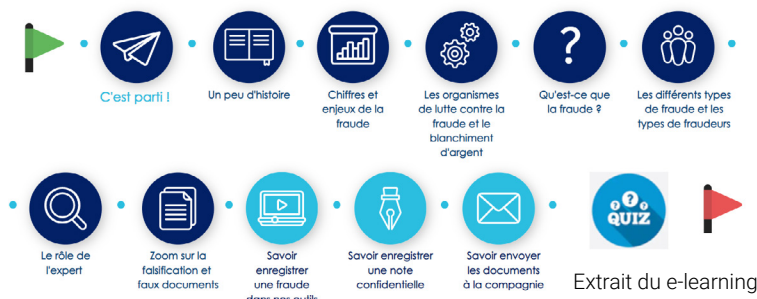 C'est parti !
Un peu d'histoire
Chiffres et
enjeux de la
fraude
Les organismes
de lutte contre la
fraude et le
blanchiment
d'argent
?
Qu'est-ce que
la fraude ?
Les différents types
de fraude et les
types de fraudeurs
Le rôle de
l'expert
Zoom sur la
falsification et
faux documents
Savoir
enregistrer
une fraude
dans nos outils
Savoir enregistrer
une note
confidentielle
Savoir envoyer
les documents
à la compagnie
???
QUIZ
Extrait du e-learning